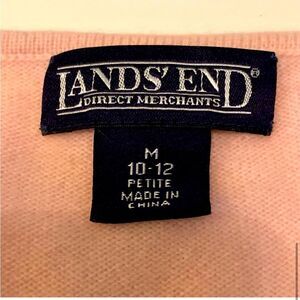 LANDS' END®
DIRECT MERCHANTS
M
10-12
PETITE
MADE IN
CHINA